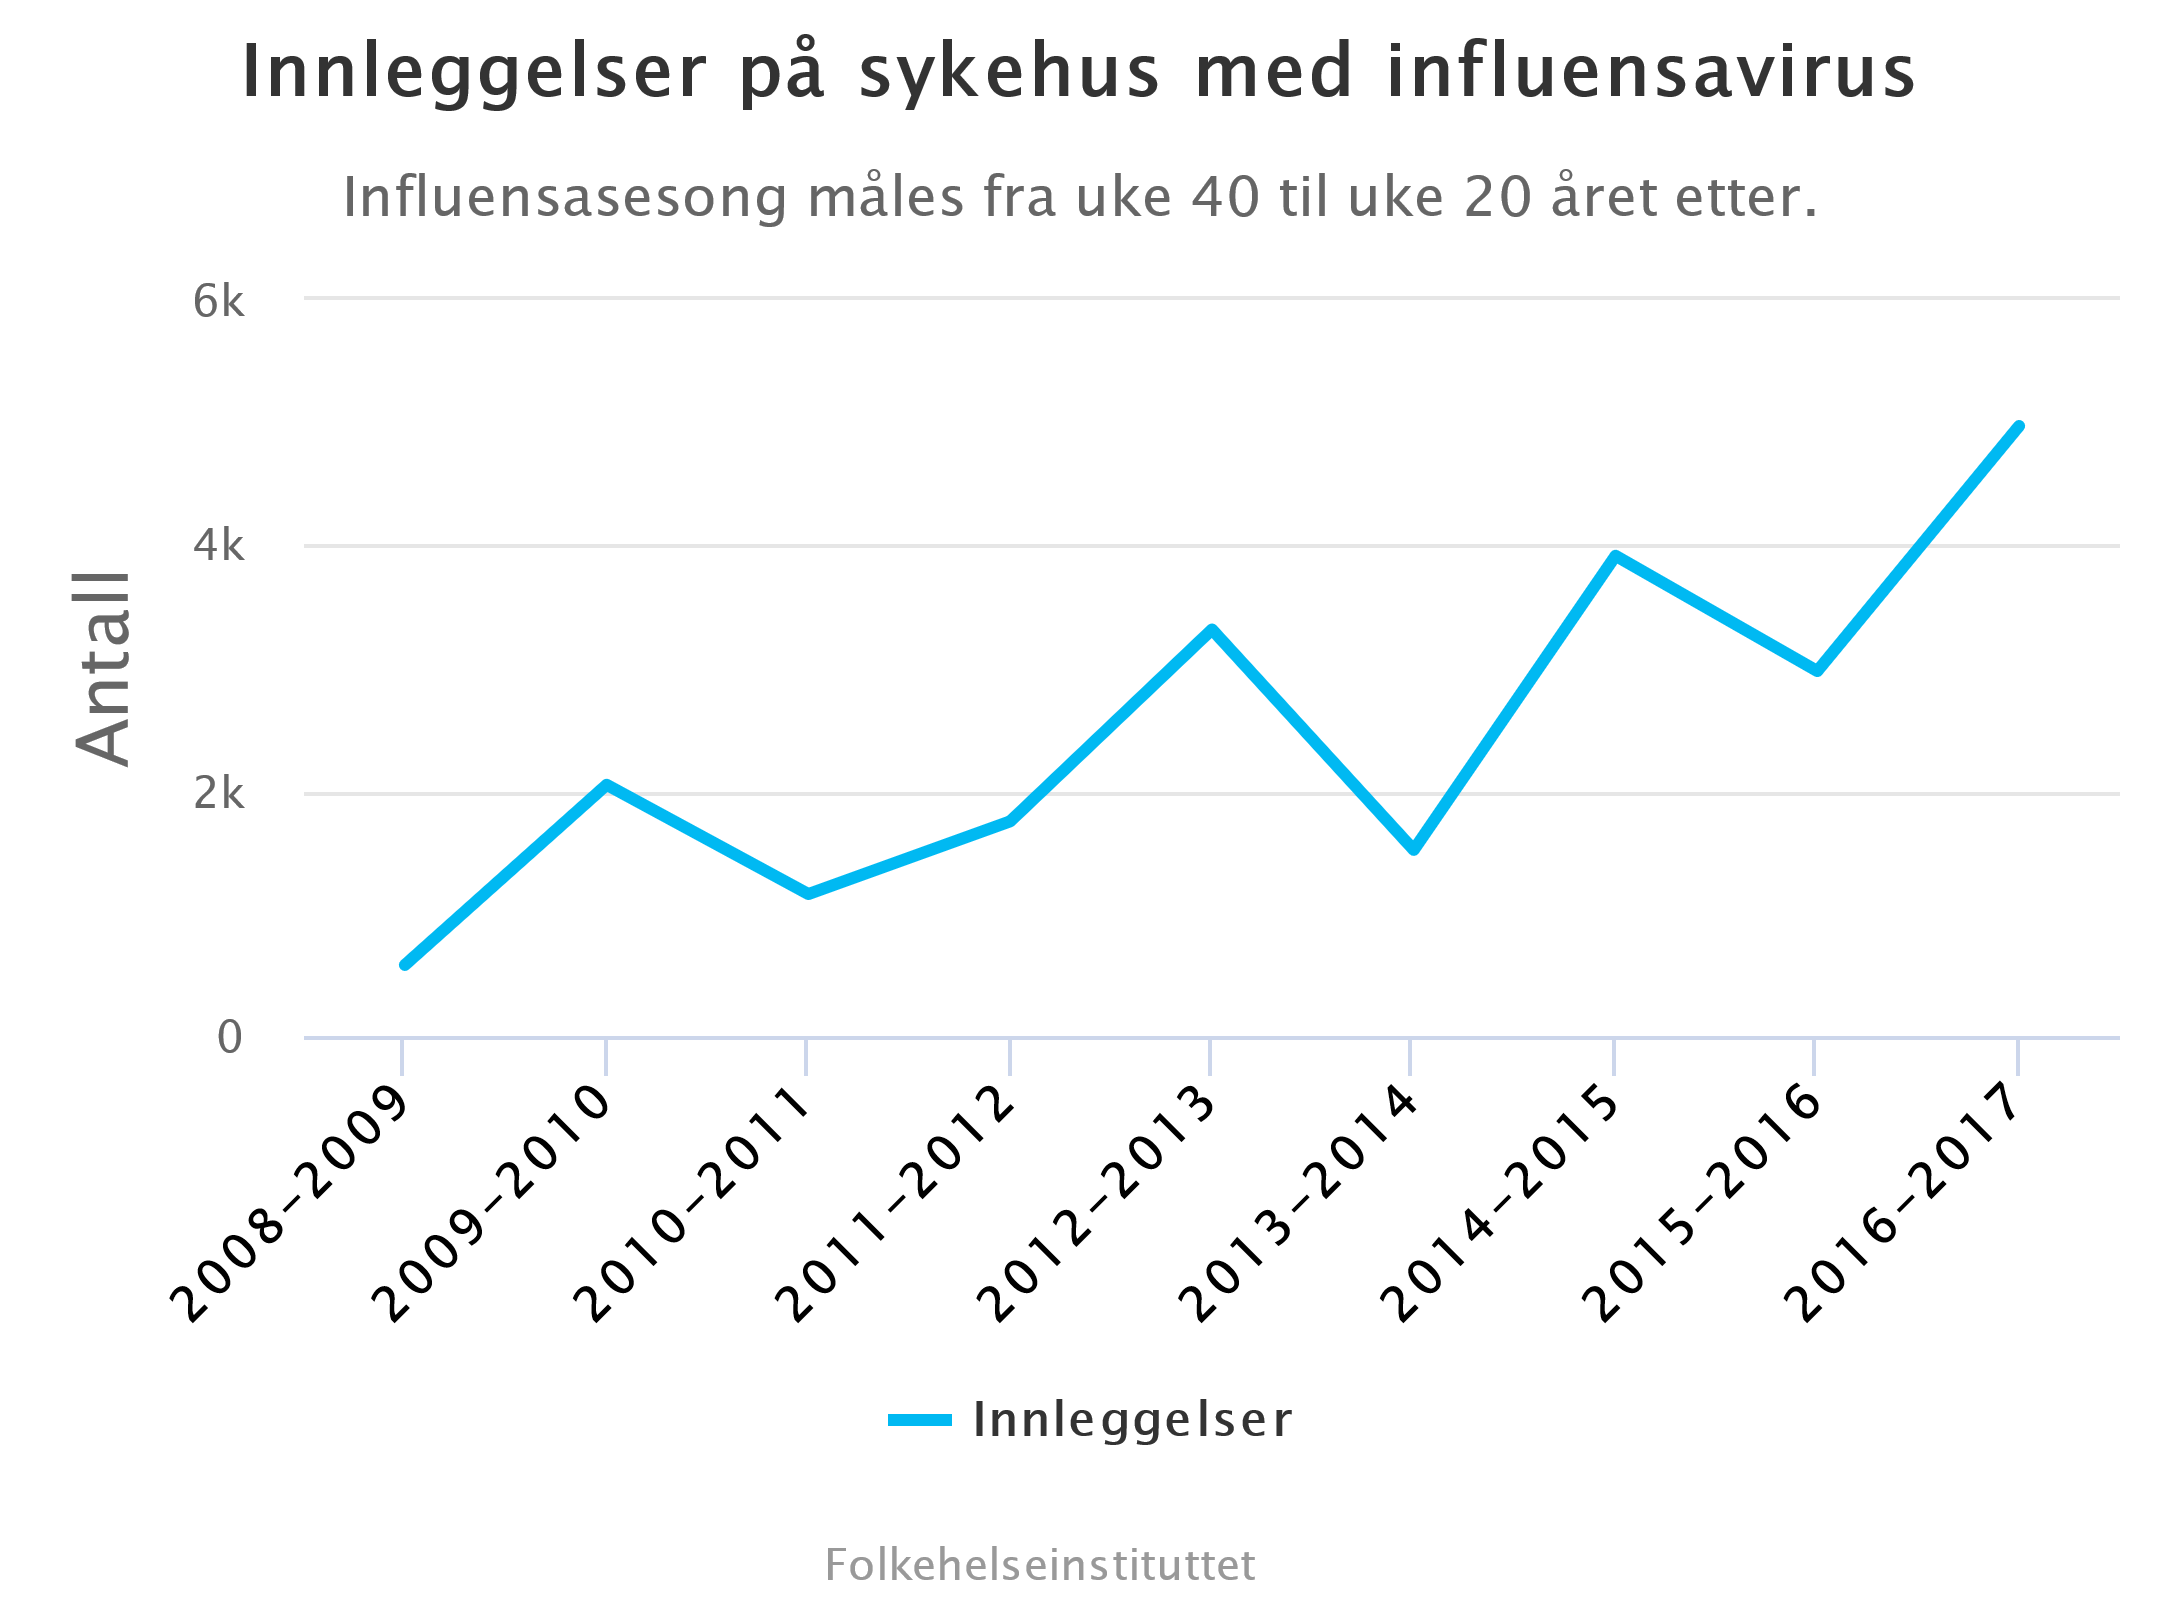 Innleggelser på sykehus med influensavirus
Influensasesong måles fra uke 40 til uke 20 året etter.
6k
4k
2k
0
Antall
2008–2009
2009–2010
2010–2011
2011–2012
2012–2013
2013–2014
2014–2015
2015–2016
2016–2017
Innleggelser
Folkehelseinstituttet